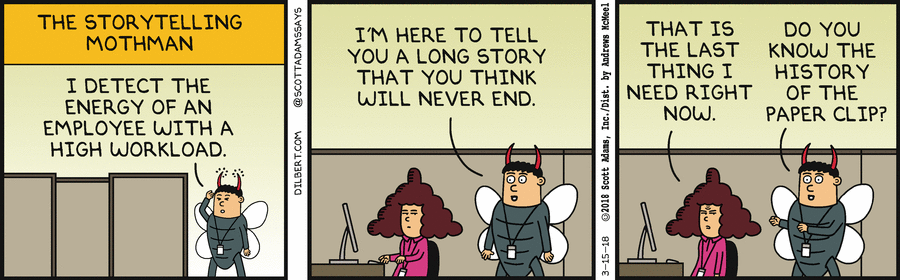 THE STORYTELLING
MOTHMAN
I DETECT THE
ENERGY OF AN
EMPLOYEE WITH A
HIGH WORKLOAD.
@SCOTTADAMSSAYS
DILBERT.COM
I'M HERE TO TELL
YOU A LONG STORY
THAT YOU THINK
WILL NEVER END.
3-15-18 ©2018 Scott Adams, Inc./Dist. by Andrews McMeel
THAT IS
THE LAST
THING I
NEED RIGHT
NOW.
DO YOU
KNOW THE
HISTORY
OF THE
PAPER CLIP?